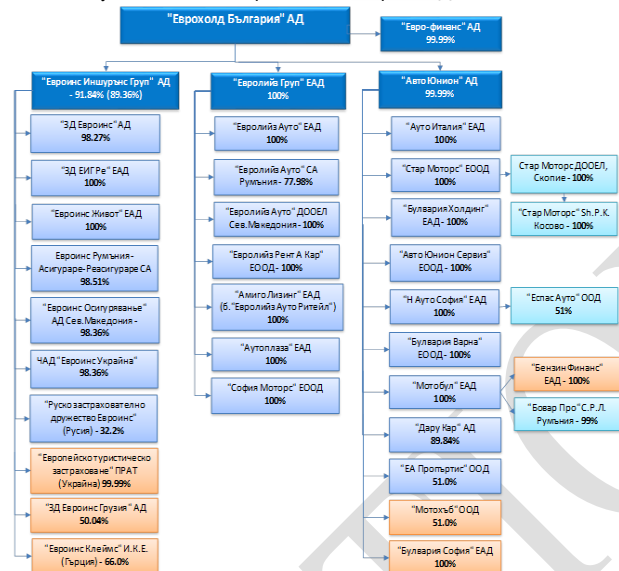 "Еврохолд България" АД
"Евро-финанс" АД
99.99%
"Евроинс Иншурънс Груп" АД
- 91.84% (89.36%)
"Евролийз Груп" ЕАД
100%
"Авто Юнион" АД
99.99%
"ЗД Евроинс" АД
98.27%
"ЗД ЕИГ Ре" ЕАД
100%
"Евроинс Живот" ЕАД
100%
Евроинс Румъния-
Асигураре-Реасигураре СА
98.51%
"Евроинс Осигуряванье"
АД Сев. Македония -
98.36%
ЧАД "Евроинс Украйна"
98.36%
"Руско застрахователно
дружество Евроинс"
(Русия) - 32.2%
"Европейско туристическо
застраховане" ПРАТ
(Украйна) 99.99%
"ЗД Евроинс Грузия" АД
50.04%
"Евроинс Клеймс" И.К.Е.
(Гърция) - 66.0%
"Евролийз Ауто" ЕАД
100%
"Евролийз Ауто" СА
Румъния - 77.98%
"Евролийз Ауто" ДООЕЛ
Сев. Македония - 100%
"Евролийз Рент А Кар"
ЕООД - 100%
"Амиго Лизинг" ЕАД
(б. "Евролийз Ауто Ритейл")
100%
"Аутоплаза" ЕАД
100%
"София Моторс" ЕООД
100%
"Ауто Италия" ЕАД
100%
"Стар Моторс" ЕООД
100%
Стар Моторс ДООЕЛ,
Скопие - 100%
"Стар Моторс" Sh.P.K.
Косово - 100%
"Булвария Холдинг"
ЕАД - 100%
"Авто Юнион Сервиз"
ЕООД - 100%
"Н Ауто София" ЕАД
100%
"Еспас Ауто" ООД
51%
"Булвария Варна"
ЕООД - 100%
"Мотобул" ЕАД
100%
"Бензин Финанс"
ЕАД - 100%
"Бовар Про" С.Р.Л.
Румъния - 99%
"Дару Кар" АД
89.84%
"ЕА Пропъртис" ООД
51.0%
"Мотохъб" ООД
51.0%
"Булвария София" ЕАД
100%